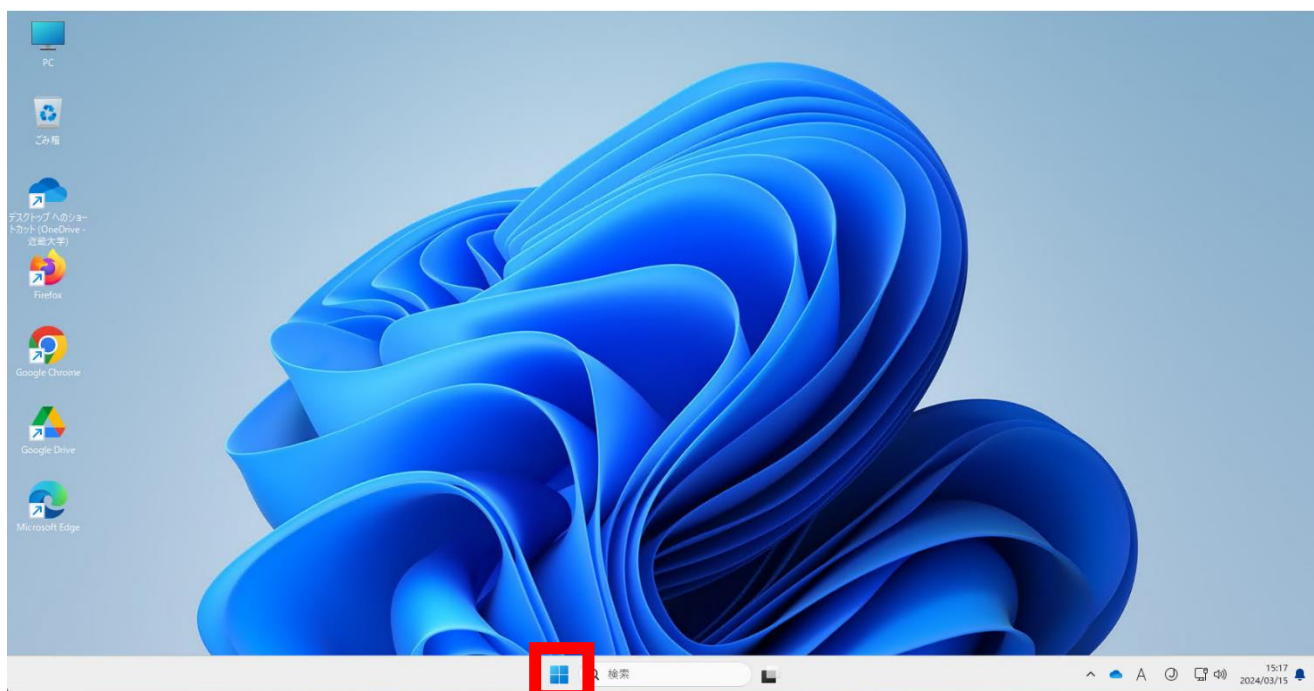 PC
ごみ箱
デスクトップ へのショー
トカット (OneDrive -
近畿大学)
Firefox
Google Chrome
Google Drive
Microsoft Edge
検索
A
15:17
2024/03/15